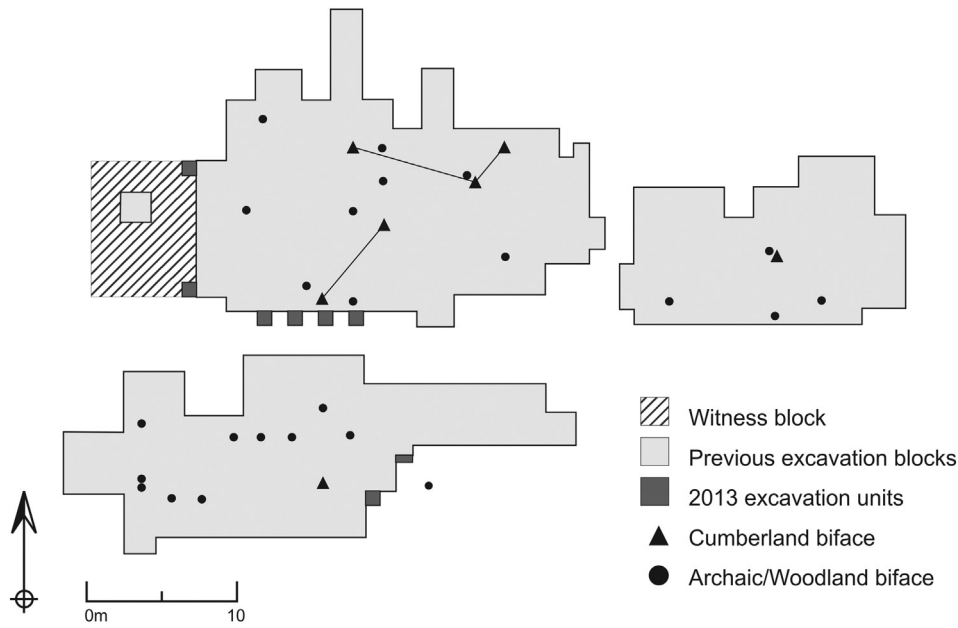 Witness block
Previous excavation blocks
2013 excavation units
Cumberland biface
Archaic/Woodland biface
0m 10